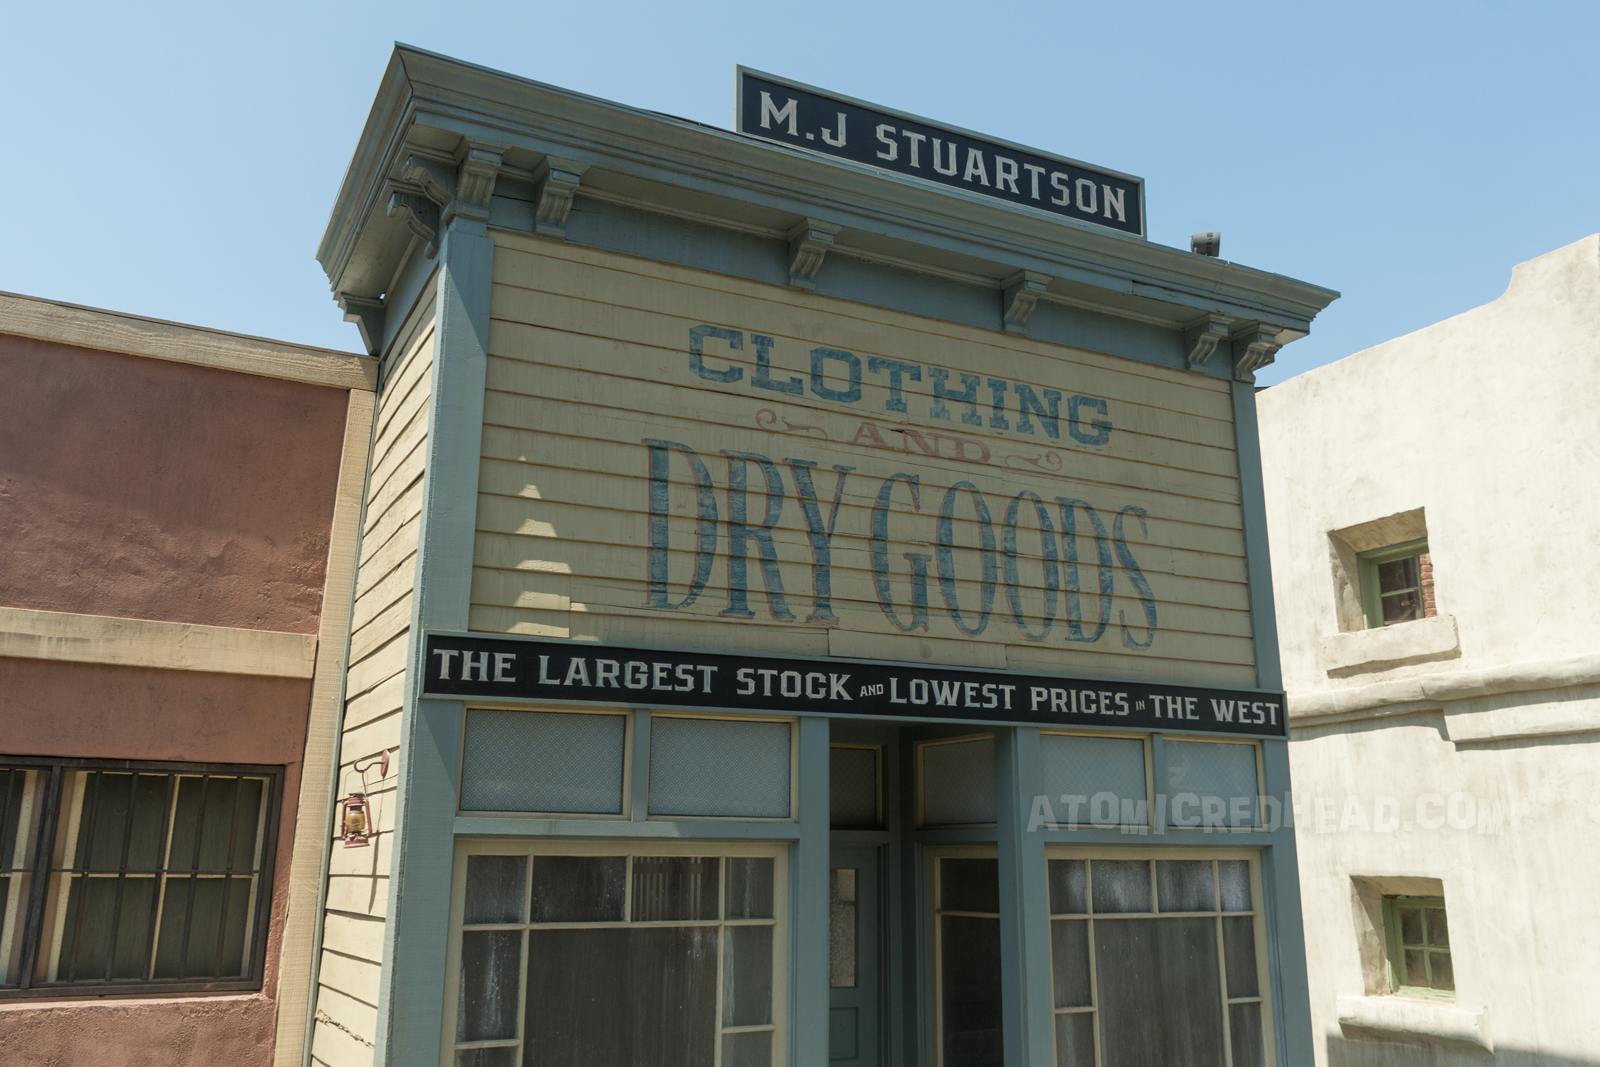 M.J STUARTSON
CLOTHING
AND
DRY GOODS
THE LARGEST STOCK AND LOWEST PRICES IN THE WEST
ATOMICREDHEAD.COM